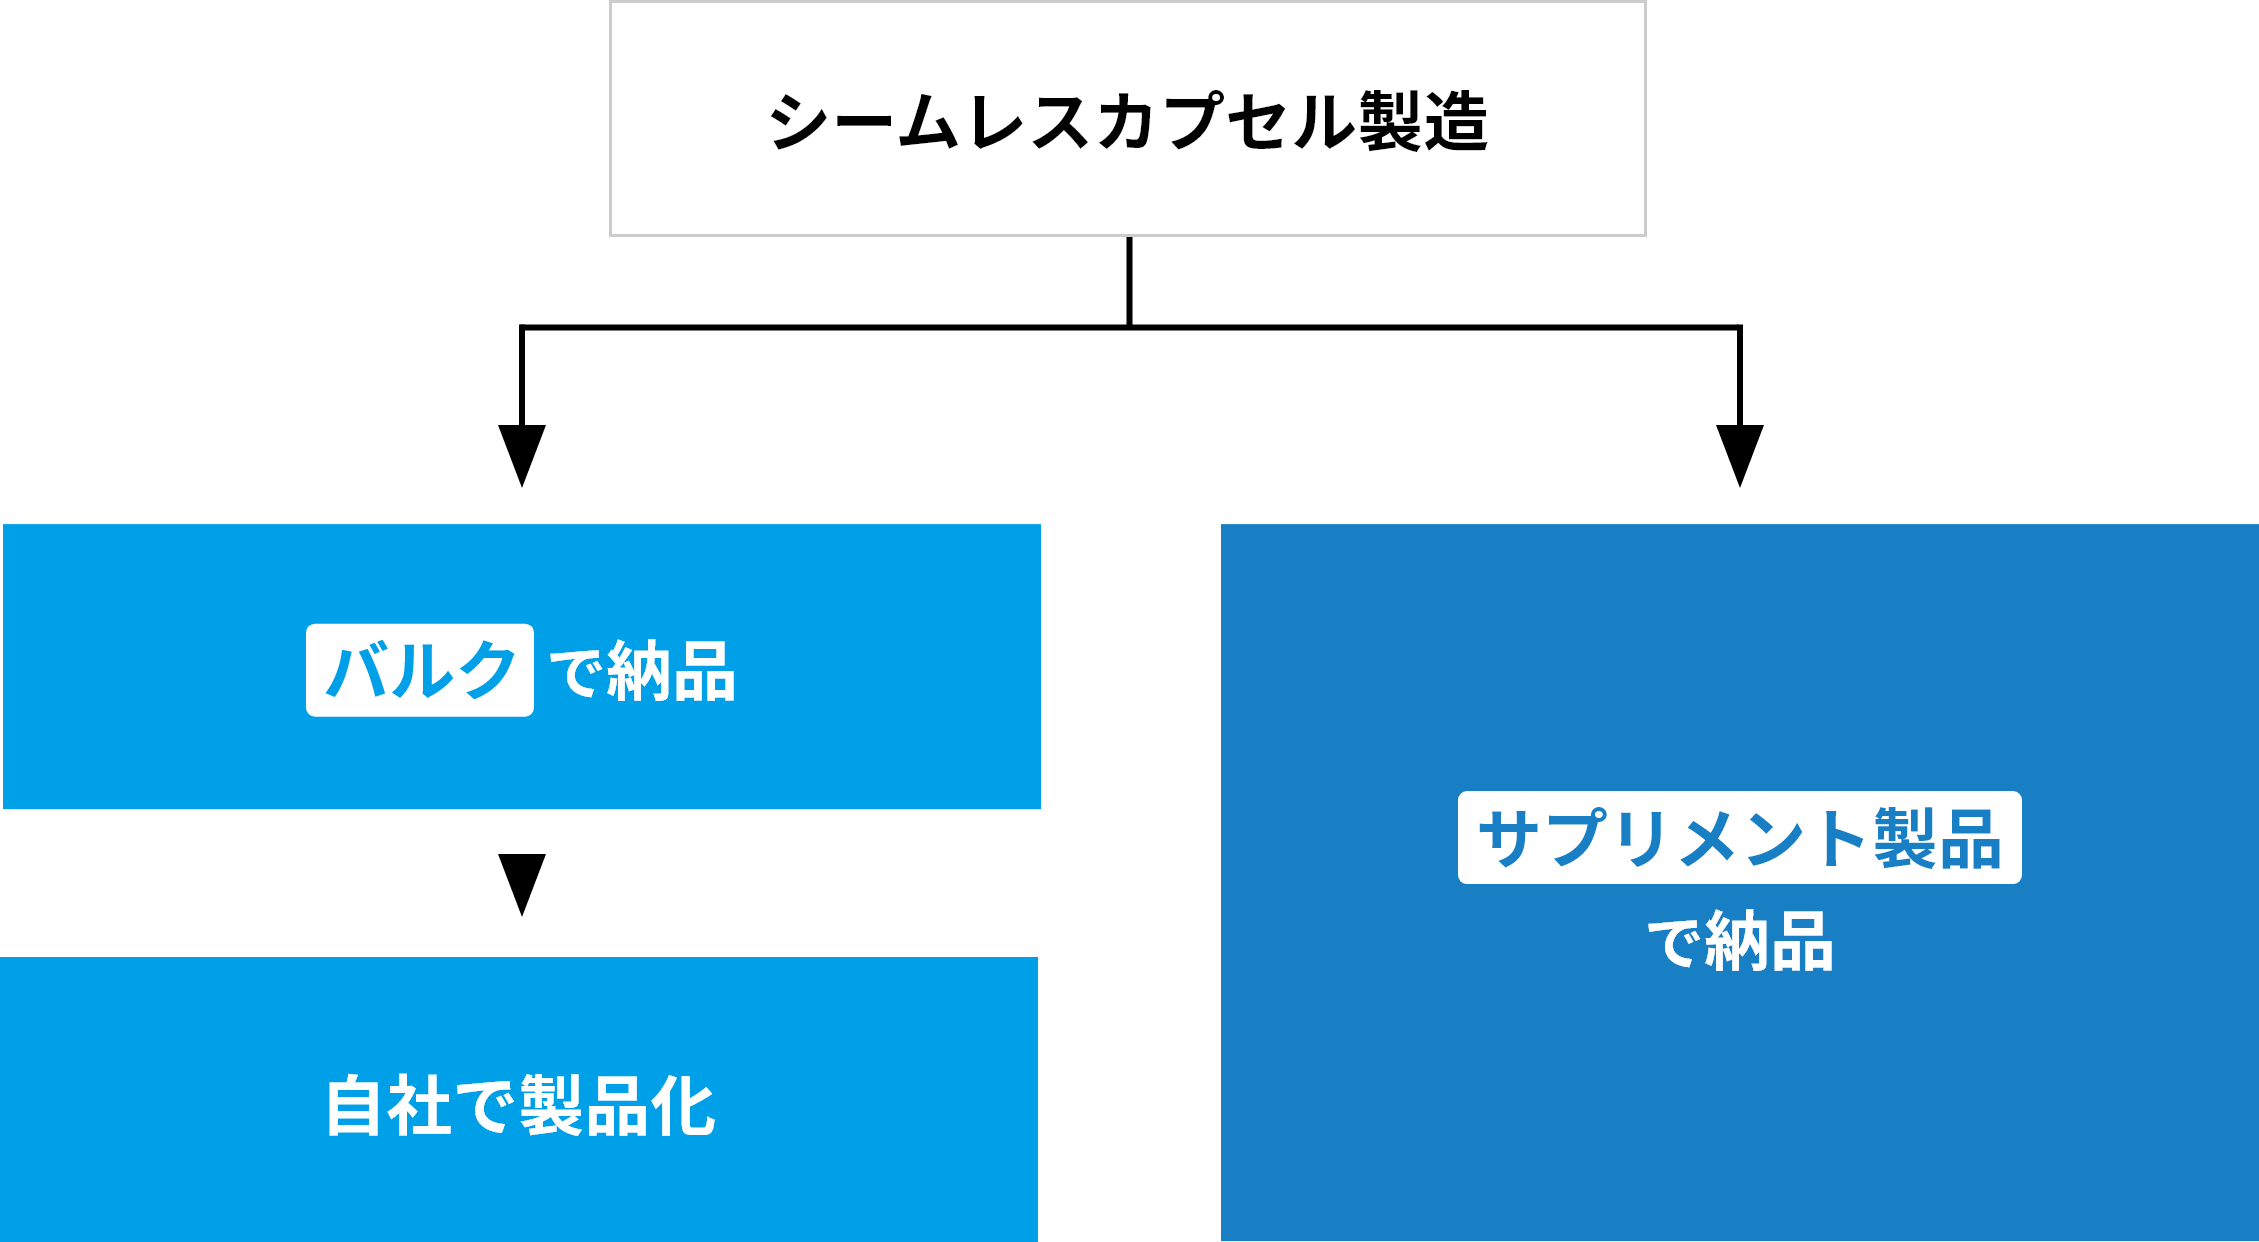 シームレスカプセル製造
バルクで納品
自社で製品化
サプリメント製品
で納品